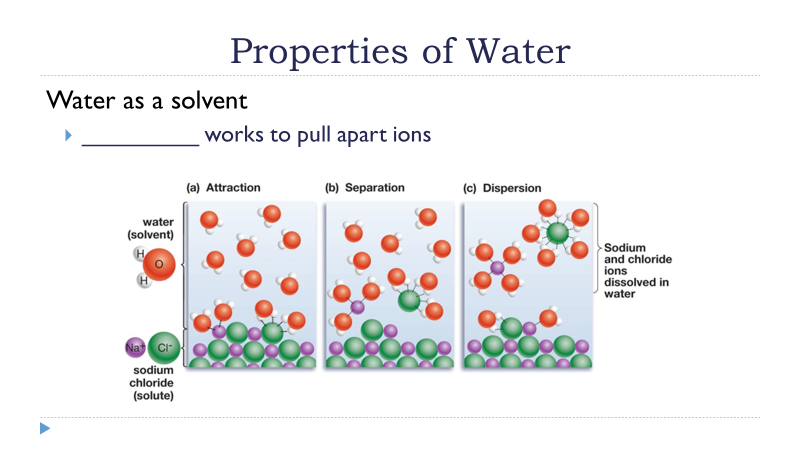 Properties of Water
Water as a solvent
__________ works to pull apart ions
(a) Attraction
(b) Separation
(c) Dispersion
water
(solvent)
H
O
H
Na+
Cl−
sodium
chloride
(solute)
Sodium
and chloride
ions
dissolved in
water